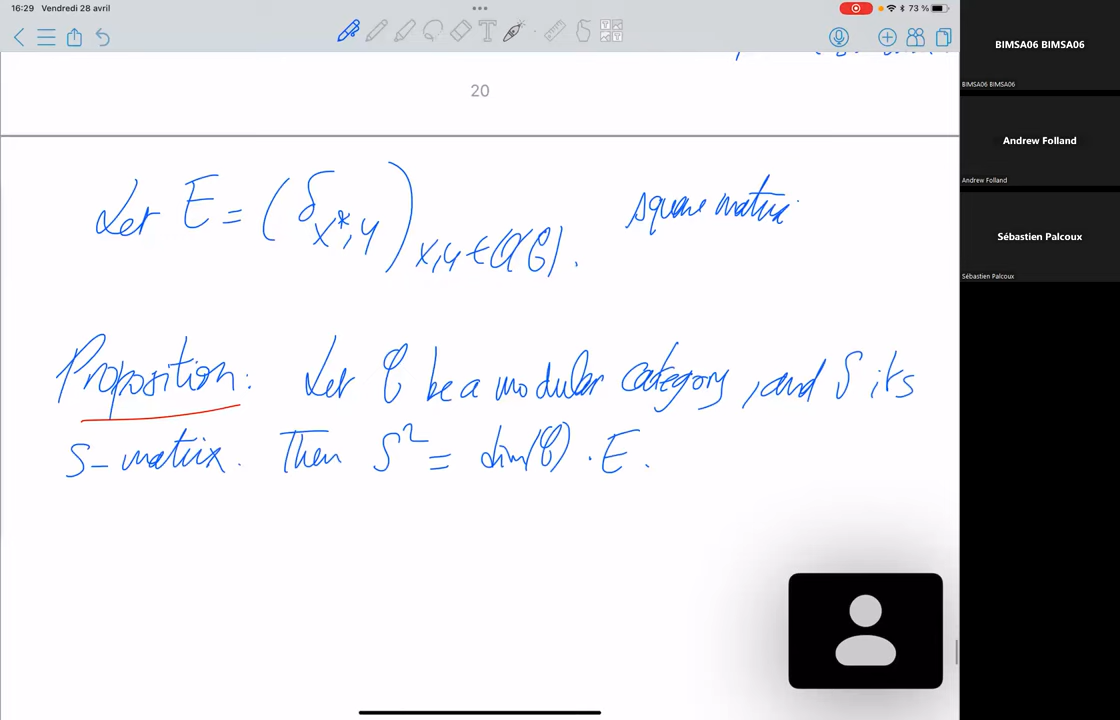 16:29 Vendredi 28 avril
73 %
20
Let E = (δ_{X*,Y})_{X,Y∈O(C)}. square matrix
Proposition: Let C be a modular category, and S its
S-matrix. Then S² = dim(C) . E.
BIMSA06 BIMSA06
BIMSA06 BIMSA06
Andrew Folland
Andrew Folland
Sébastien Palcoux
Sébastien Palcoux